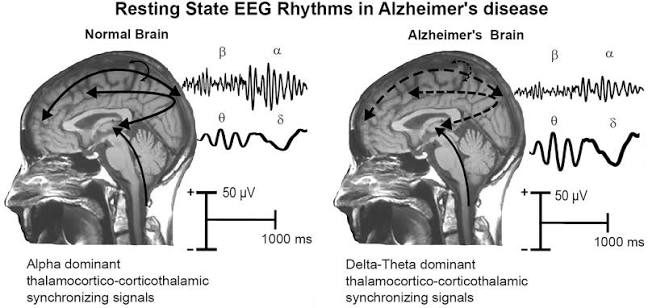 Resting State EEG Rhythms in Alzheimer's disease
Normal Brain
β α
θ δ
+ 50 µV
-
1000 ms
Alpha dominant
thalamocortico-corticothalamic
synchronizing signals
Alzheimer's Brain
β α
θ δ
+ 50 µV
-
1000 ms
Delta-Theta dominant
thalamocortico-corticothalamic
synchronizing signals